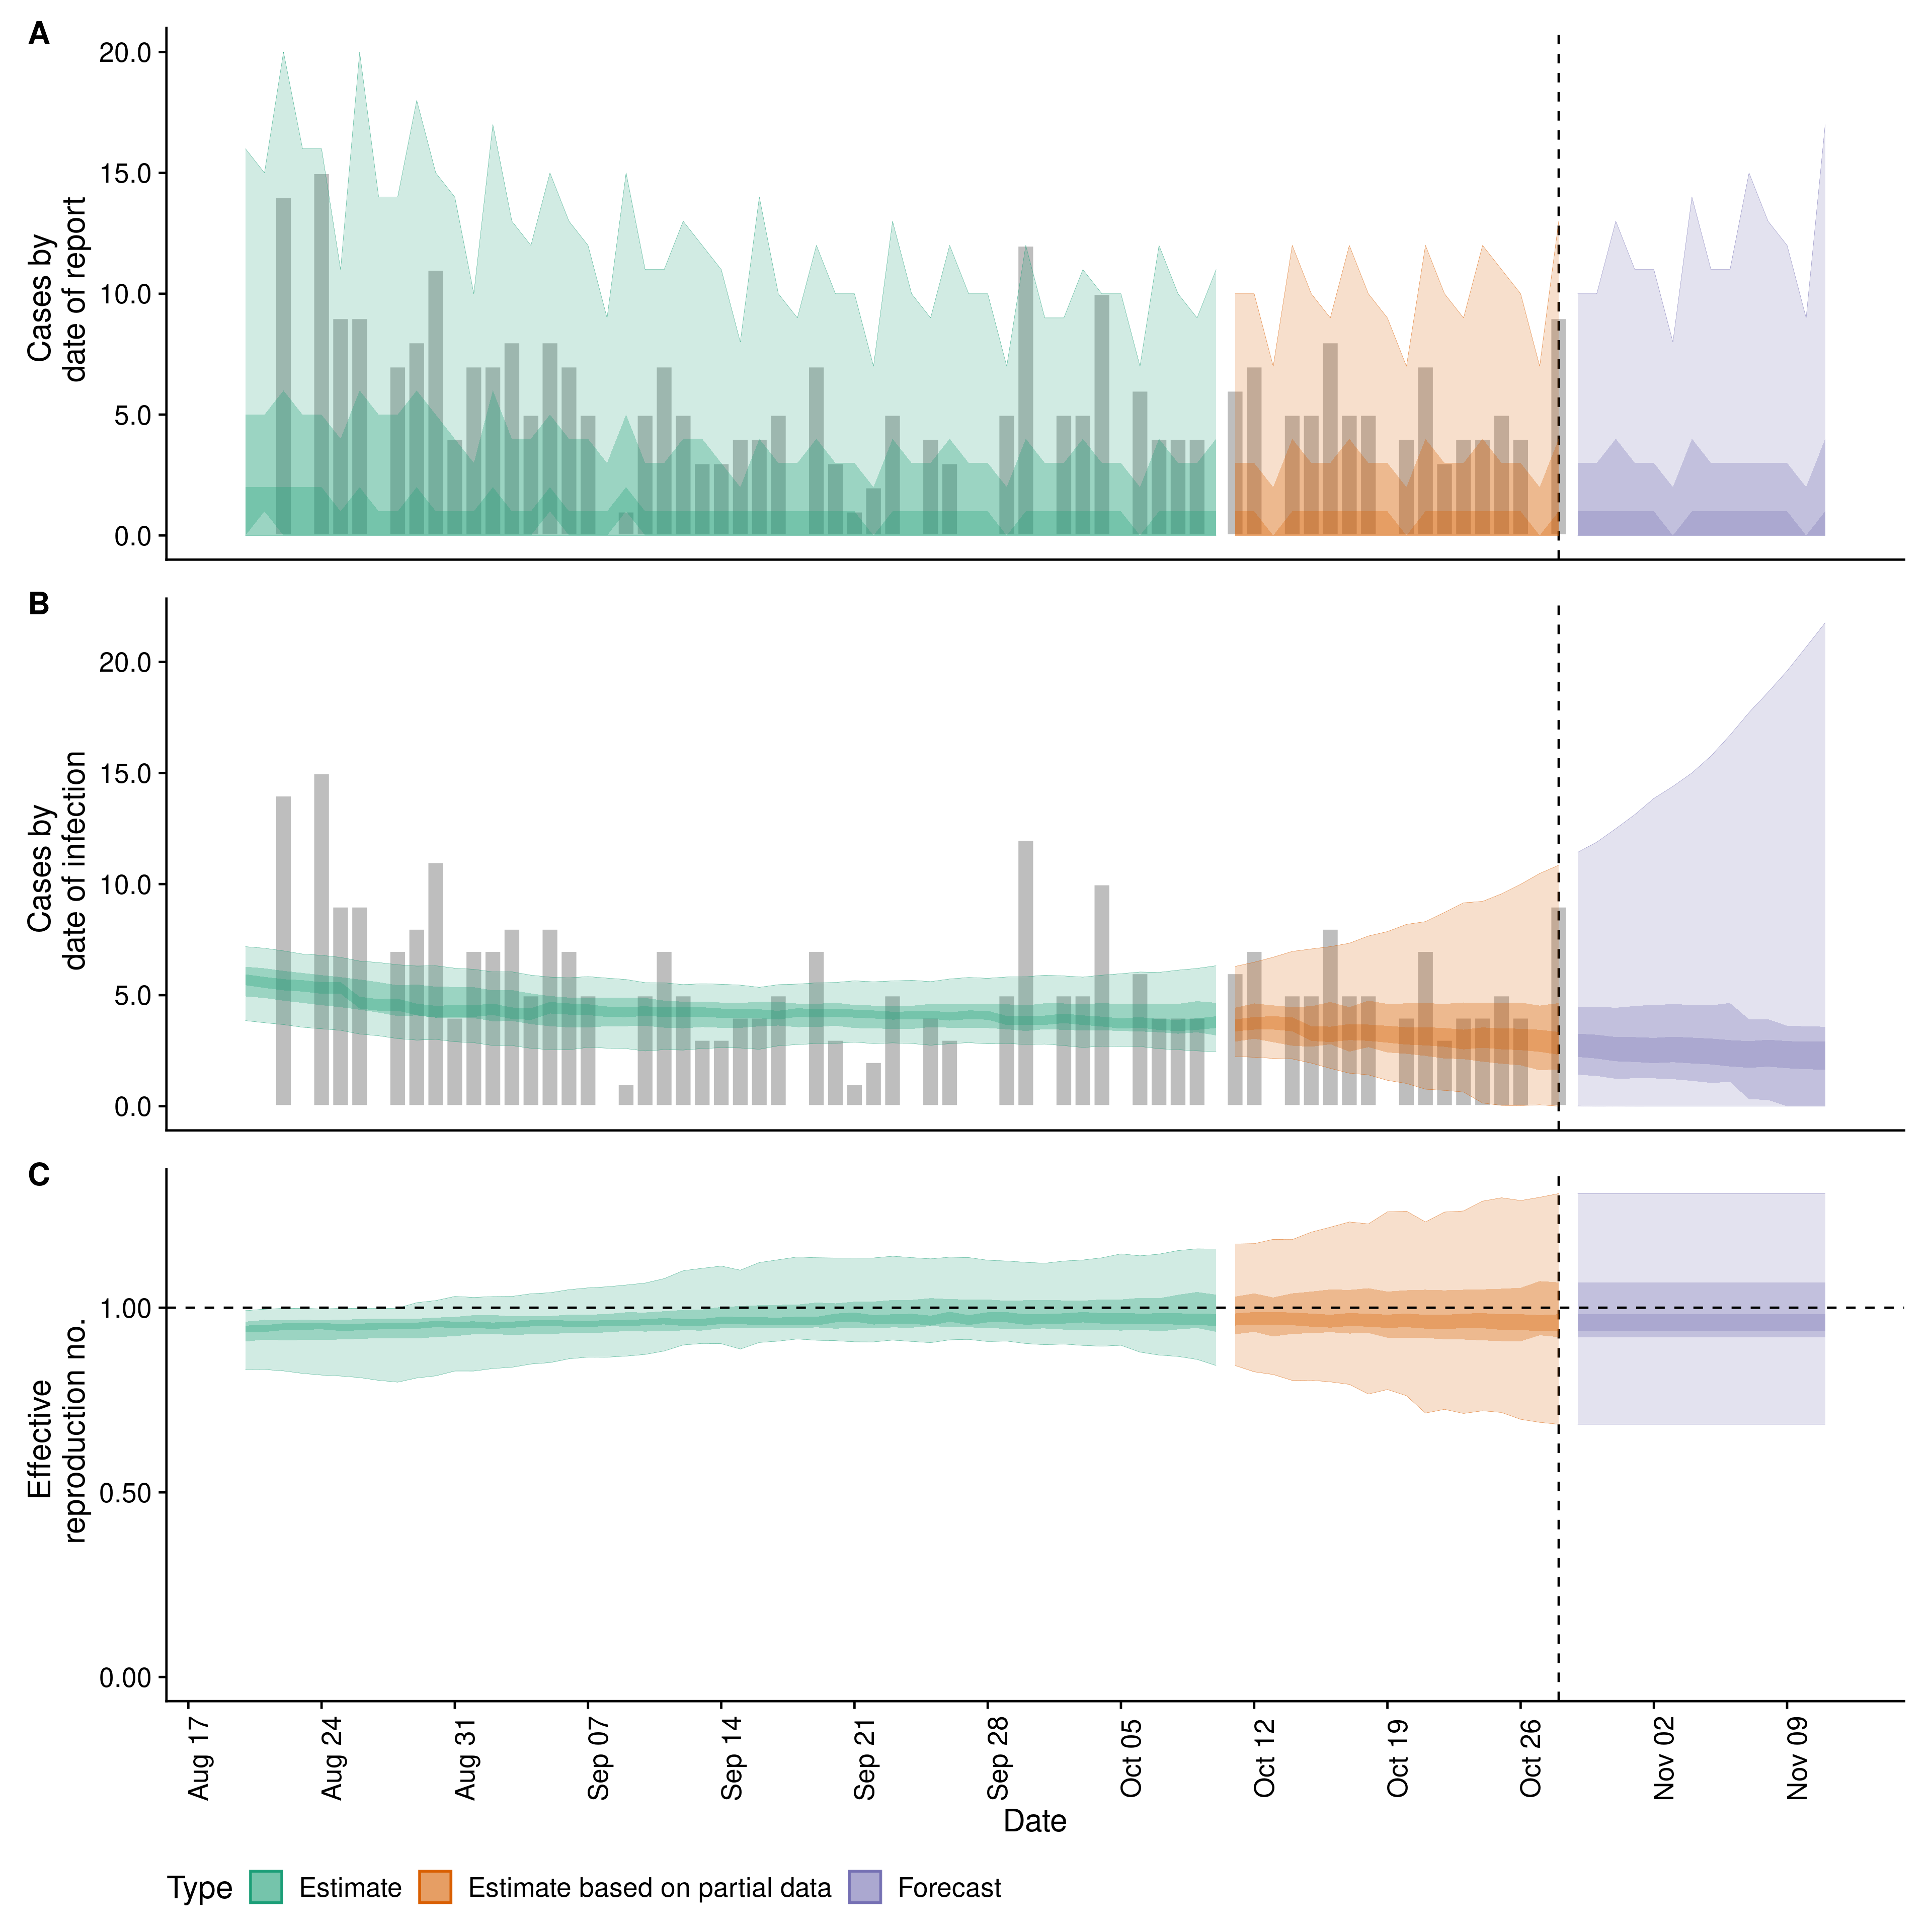 A
20.0
15.0
10.0
5.0
0.0
Cases by
date of report
B
20.0
15.0
10.0
5.0
0.0
Cases by
date of infection
C
1.00
0.50
0.00
Effective
reproduction no.
Aug 17
Aug 24
Aug 31
Sep 07
Sep 14
Sep 21
Sep 28
Oct 05
Oct 12
Oct 19
Oct 26
Nov 02
Nov 09
Date
Type Estimate Estimate based on partial data Forecast